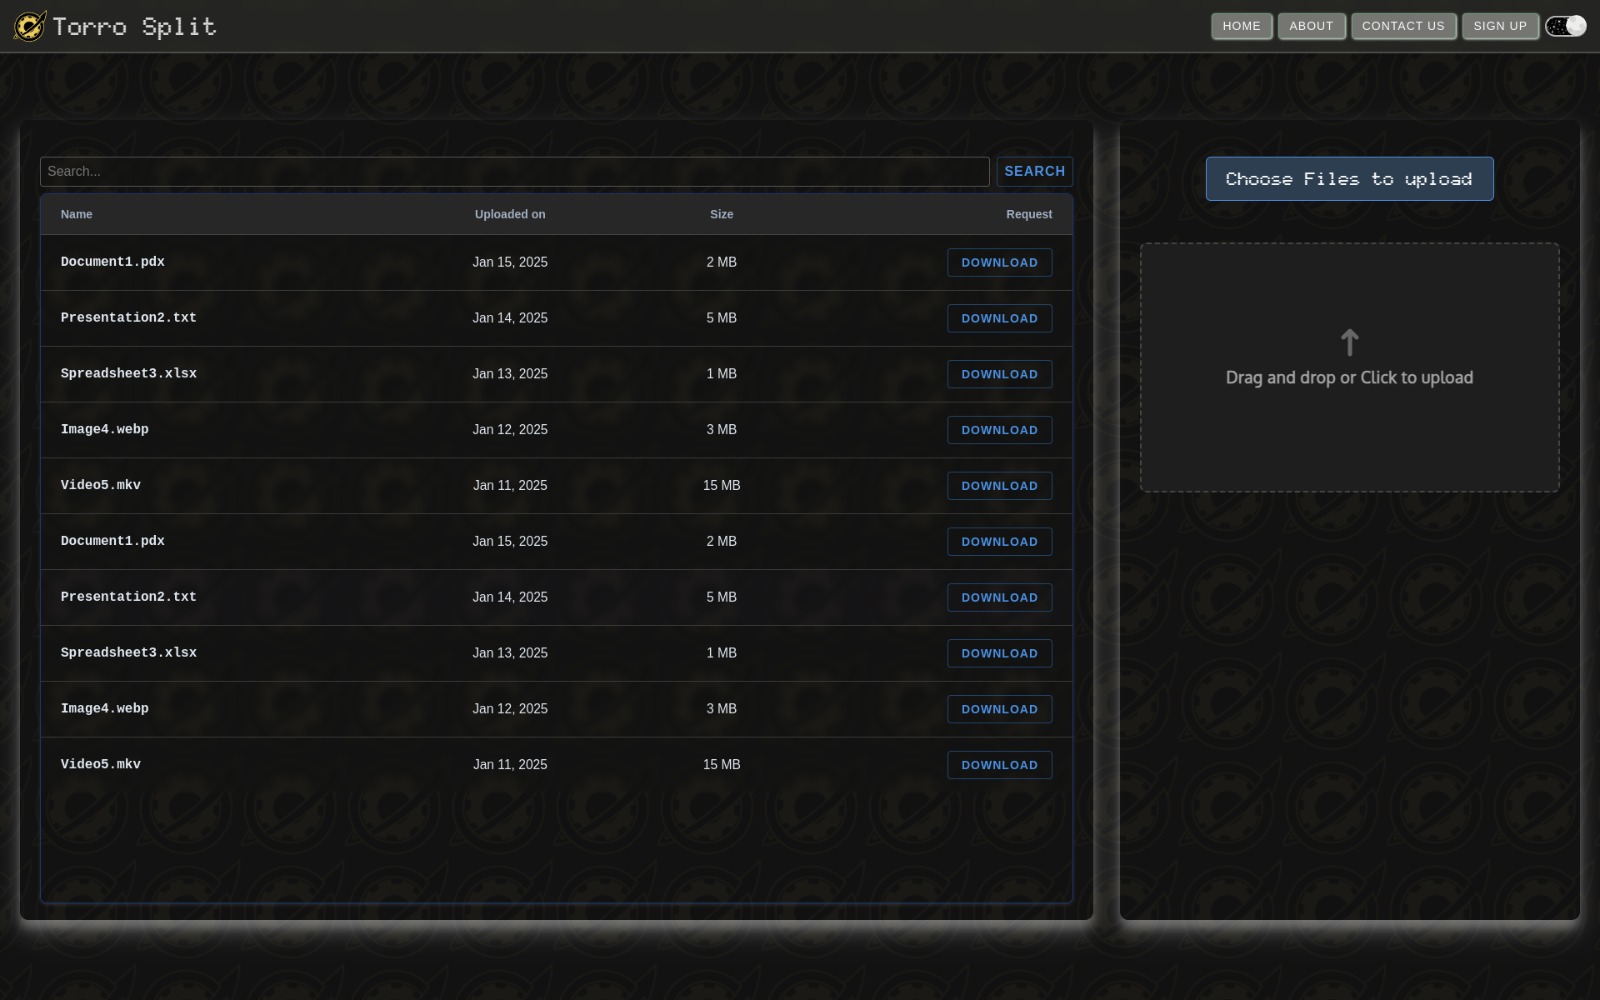 Torro Split
HOME ABOUT CONTACT US SIGN UP
Search... SEARCH
Name Uploaded on Size Request
Document1.pdx Jan 15, 2025 2 MB DOWNLOAD
Presentation2.txt Jan 14, 2025 5 MB DOWNLOAD
Spreadsheet3.xlsx Jan 13, 2025 1 MB DOWNLOAD
Image4.webp Jan 12, 2025 3 MB DOWNLOAD
Video5.mkv Jan 11, 2025 15 MB DOWNLOAD
Document1.pdx Jan 15, 2025 2 MB DOWNLOAD
Presentation2.txt Jan 14, 2025 5 MB DOWNLOAD
Spreadsheet3.xlsx Jan 13, 2025 1 MB DOWNLOAD
Image4.webp Jan 12, 2025 3 MB DOWNLOAD
Video5.mkv Jan 11, 2025 15 MB DOWNLOAD
Choose Files to upload
Drag and drop or Click to upload